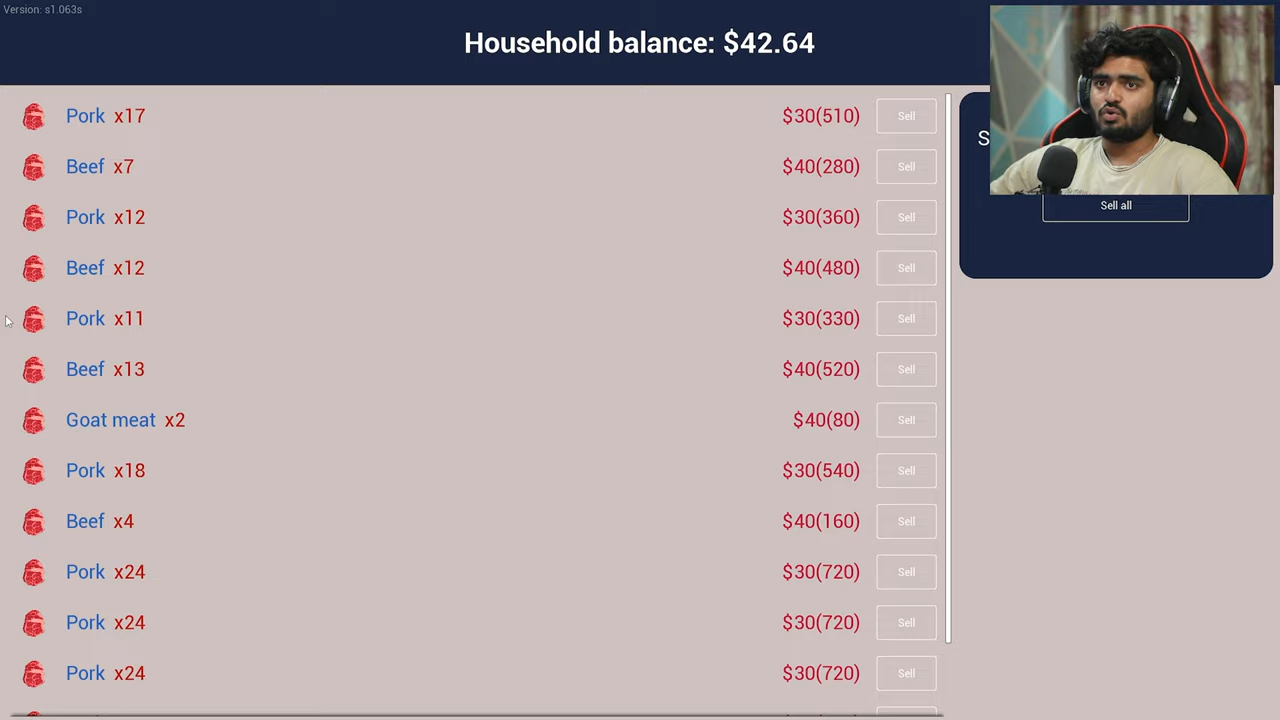 Version: s1.063s
Household balance: $42.64
Pork x17 $30(510) Sell
Beef x7 $40(280) Sell
Pork x12 $30(360) Sell
Beef x12 $40(480) Sell
Pork x11 $30(330) Sell
Beef x13 $40(520) Sell
Goat meat x2 $40(80) Sell
Pork x18 $30(540) Sell
Beef x4 $40(160) Sell
Pork x24 $30(720) Sell
Pork x24 $30(720) Sell
Pork x24 $30(720) Sell
Sell all